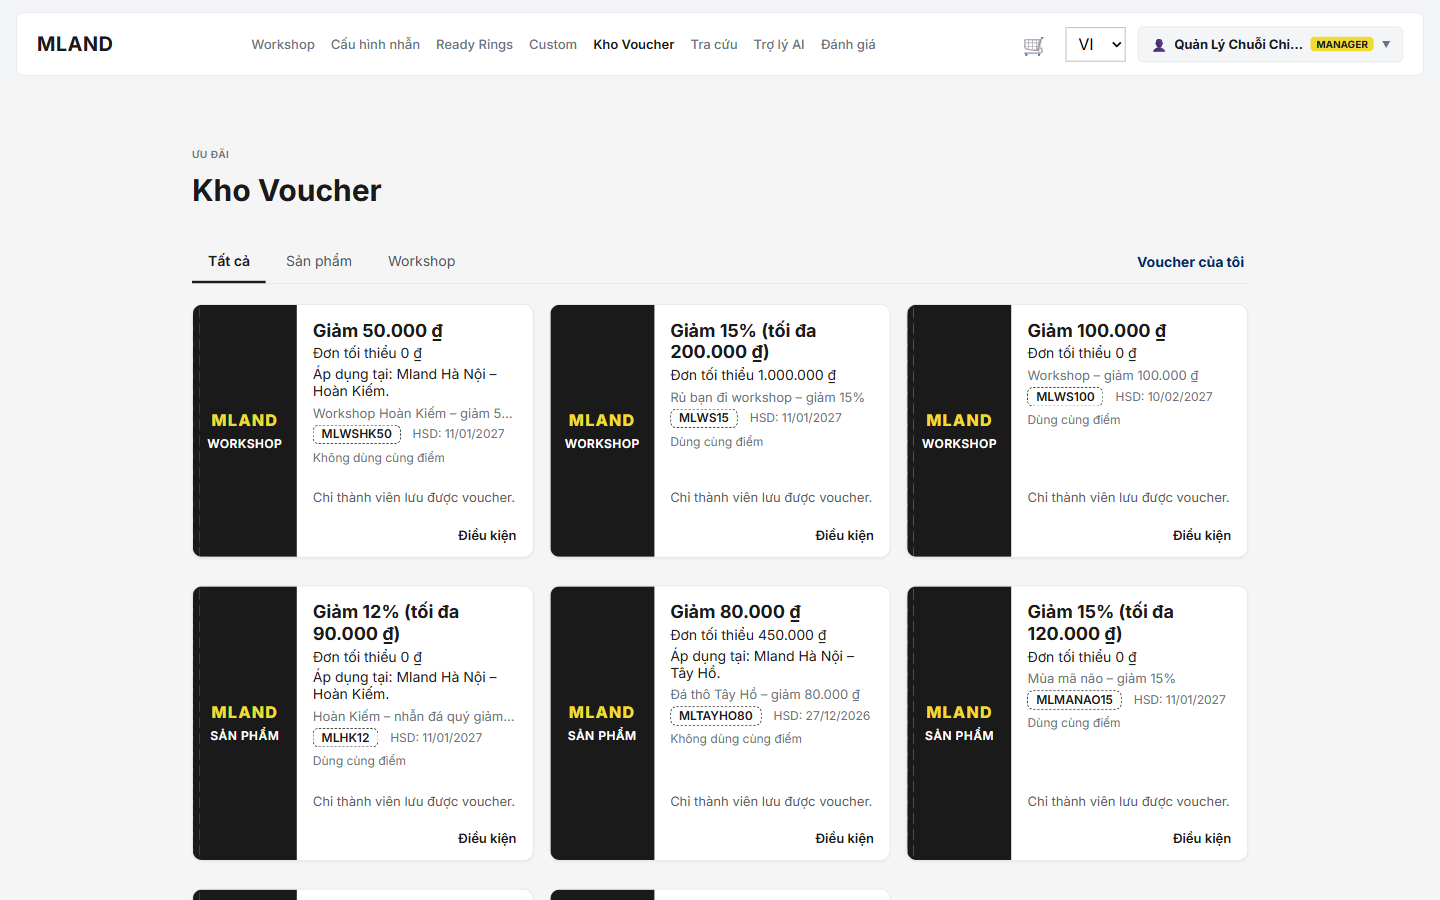 MLAND
Workshop
Cấu hình nhẫn
Ready Rings
Custom
Kho Voucher
Tra cứu
Trợ lý AI
Đánh giá
VI
Quản Lý Chuỗi Chi...
MANAGER
ƯU ĐÃI
Kho Voucher
Tất cả
Sản phẩm
Workshop
Voucher của tôi
MLAND
WORKSHOP
Giảm 50.000 ₫
Đơn tối thiểu 0 ₫
Áp dụng tại: Mland Hà Nội –
Hoàn Kiếm.
Workshop Hoàn Kiếm – giảm 5...
MLWSHK50
HSD: 11/01/2027
Không dùng cùng điểm
Chỉ thành viên lưu được voucher.
Điều kiện
MLAND
WORKSHOP
Giảm 15% (tối đa
200.000 ₫)
Đơn tối thiểu 1.000.000 ₫
Rủ bạn đi workshop – giảm 15%
MLWS15
HSD: 11/01/2027
Dùng cùng điểm
Chỉ thành viên lưu được voucher.
Điều kiện
MLAND
WORKSHOP
Giảm 100.000 ₫
Đơn tối thiểu 0 ₫
Workshop – giảm 100.000 ₫
MLWS100
HSD: 10/02/2027
Dùng cùng điểm
Chỉ thành viên lưu được voucher.
Điều kiện
MLAND
SẢN PHẨM
Giảm 12% (tối đa
90.000 ₫)
Đơn tối thiểu 0 ₫
Áp dụng tại: Mland Hà Nội –
Hoàn Kiếm.
Hoàn Kiếm – nhẫn đá quý giảm...
MLHK12
HSD: 11/01/2027
Dùng cùng điểm
Chỉ thành viên lưu được voucher.
Điều kiện
MLAND
SẢN PHẨM
Giảm 80.000 ₫
Đơn tối thiểu 450.000 ₫
Áp dụng tại: Mland Hà Nội –
Tây Hồ.
Đá thô Tây Hồ – giảm 80.000 ₫
MLTAYHO80
HSD: 27/12/2026
Không dùng cùng điểm
Chỉ thành viên lưu được voucher.
Điều kiện
MLAND
SẢN PHẨM
Giảm 15% (tối đa
120.000 ₫)
Đơn tối thiểu 0 ₫
Mùa mã não – giảm 15%
MLMANAO15
HSD: 11/01/2027
Dùng cùng điểm
Chỉ thành viên lưu được voucher.
Điều kiện